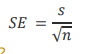 SE = s / √n
?